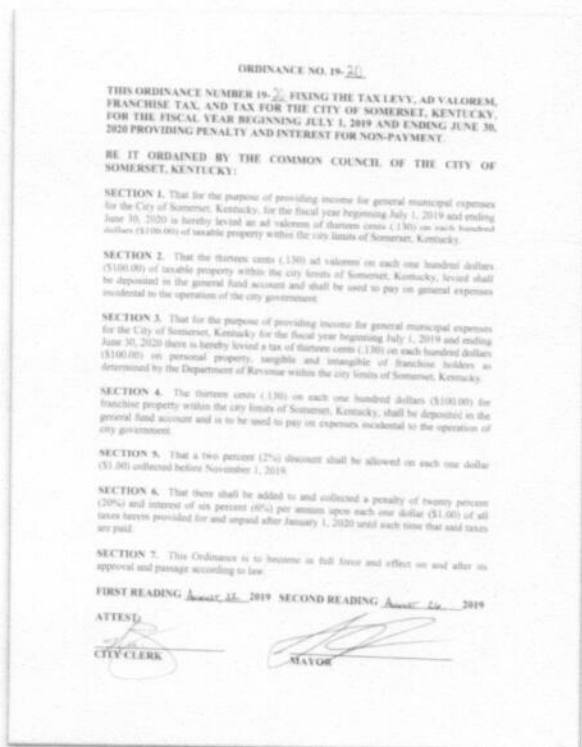 ORDINANCE NO. 19-20
THIS ORDINANCE NUMBER 19-20 FIXING THE TAX LEVY, AD VALOREM,
FRANCHISE TAX, AND TAX FOR THE CITY OF SOMERSET, KENTUCKY,
FOR THE FISCAL YEAR BEGINNING JULY 1, 2019 AND ENDING JUNE 30,
2020 PROVIDING PENALTY AND INTEREST FOR NON-PAYMENT.
BE IT ORDAINED BY THE COMMON COUNCIL OF THE CITY OF
SOMERSET, KENTUCKY:
SECTION 1. That for the purpose of providing income for general municipal expenses
for the City of Somerset, Kentucky, for the fiscal year beginning July 1, 2019 and ending
June 30, 2020 is hereby levied an ad valorem of thirteen cents (.130) on each hundred
dollars ($100.00) of taxable property within the city limits of Somerset, Kentucky.
SECTION 2. That the thirteen cents (.130) ad valorem on each one hundred dollars
($100.00) of taxable property within the city limits of Somerset, Kentucky, levied shall
be deposited in the general fund account and shall be used to pay on general expenses
incidental to the operation of the city government.
SECTION 3. That for the purpose of providing income for general municipal expenses
for the City of Somerset, Kentucky for the fiscal year beginning July 1, 2019 and ending
June 30, 2020 there is hereby levied a tax of thirteen cents (.130) on each hundred dollars
($100.00) on personal property, tangible and intangible of franchise holders as
determined by the Department of Revenue within the city limits of Somerset, Kentucky.
SECTION 4. The thirteen cents (.130) on each one hundred dollars ($100.00) for
franchise property within the city limits of Somerset, Kentucky, shall be deposited in the
general fund account and is to be used to pay on expenses incidental to the operation of
city government.
SECTION 5. That a two percent (2%) discount shall be allowed on each one dollar
($1.00) collected before November 1, 2019.
SECTION 6. That there shall be added to and collected a penalty of twenty percent
(20%) and interest of six percent (6%) per annum upon each one dollar ($1.00) of all
taxes herein provided for and unpaid after January 1, 2020 until such time that said taxes
are paid.
SECTION 7. This Ordinance is to become in full force and effect on and after its
approval and passage according to law.
FIRST READING August 2019 SECOND READING August 26 2019
ATTEST:
CITY CLERK MAYOR